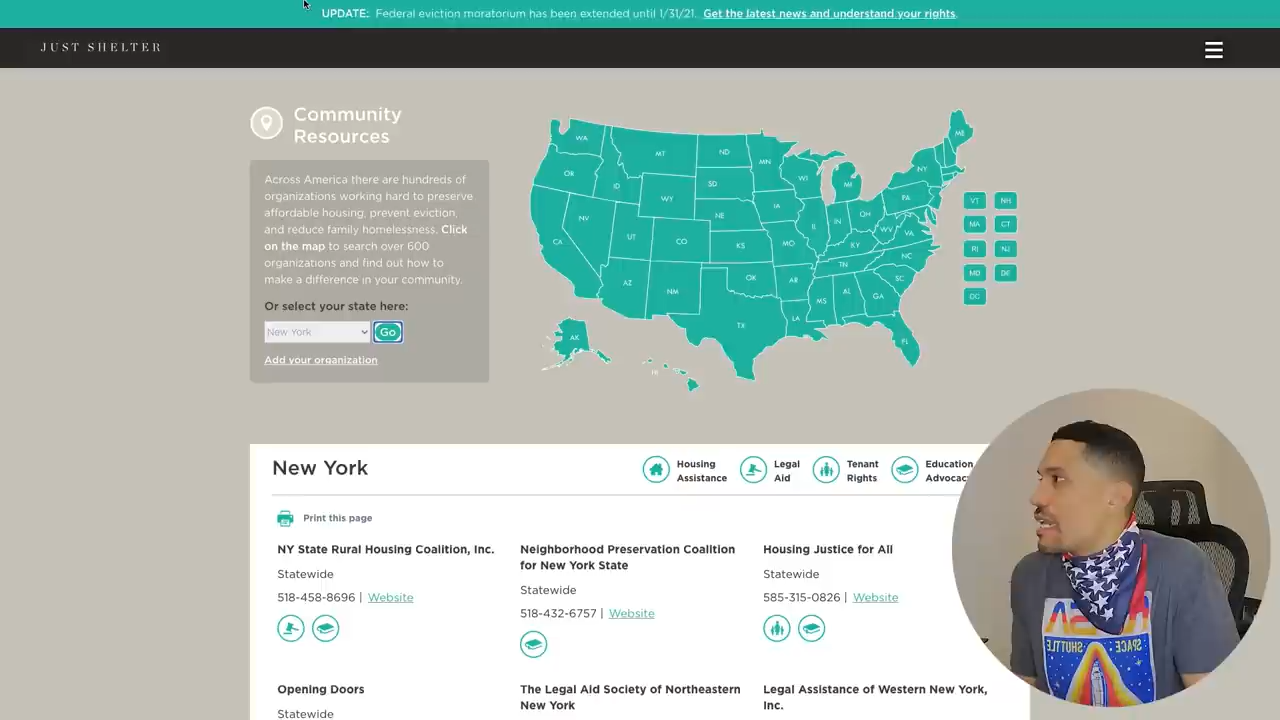 UPDATE: Federal eviction moratorium has been extended until 1/31/21. Get the latest news and understand your rights.
JUST SHELTER
Community
Resources
Across America there are hundreds of
organizations working hard to preserve
affordable housing, prevent eviction,
and reduce family homelessness. Click
on the map to search over 600
organizations and find out how to
make a difference in your community.
Or select your state here:
New York
Go
Add your organization
WA
MT
ND
MN
ME
OR
ID
SD
WI
MI
NY
WY
IA
PA
NV
NE
IL
IN
OH
UT
CO
KS
MO
KY
WV
VA
CA
AZ
NM
OK
AR
TN
NC
SC
MS
AL
GA
TX
LA
FL
AK
HI
VT
NH
MA
CT
RI
NJ
MD
DE
DC
New York
Housing
Assistance
Legal
Aid
Tenant
Rights
Education
Advocac
Print this page
NY State Rural Housing Coalition, Inc.
Statewide
518-458-8696 | Website
Neighborhood Preservation Coalition
for New York State
Statewide
518-432-6757 | Website
Housing Justice for All
Statewide
585-315-0826 | Website
Opening Doors
Statewide
The Legal Aid Society of Northeastern
New York
Legal Assistance of Western New York,
Inc.
SPACE SHUTTLE